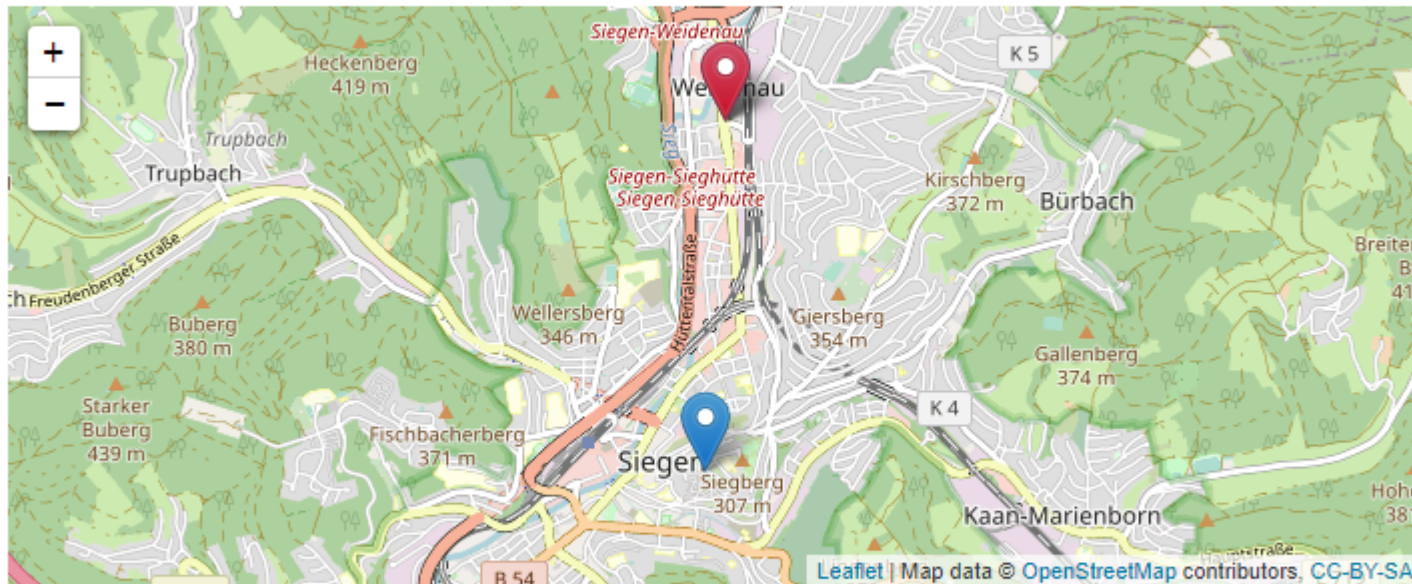 +
−
Siegen-Weidenau
K 5
Heckenberg
419 m
Sieg
Trupbach
Trupbach
Siegen-Sieghütte
Siegen-Sieghütte
Kirschberg
372 m
Bürbach
Freudenberger Straße
Hüttentalstraße
Buberg
380 m
Wellersberg
346 m
Giersberg
354 m
Gallenberg
374 m
Starker
Buberg
439 m
K 4
Fischbacherberg
371 m
Siegen
Siegberg
307 m
Kaan-Marienborn
B 54
Leaflet | Map data © OpenStreetMap contributors, CC-BY-SA